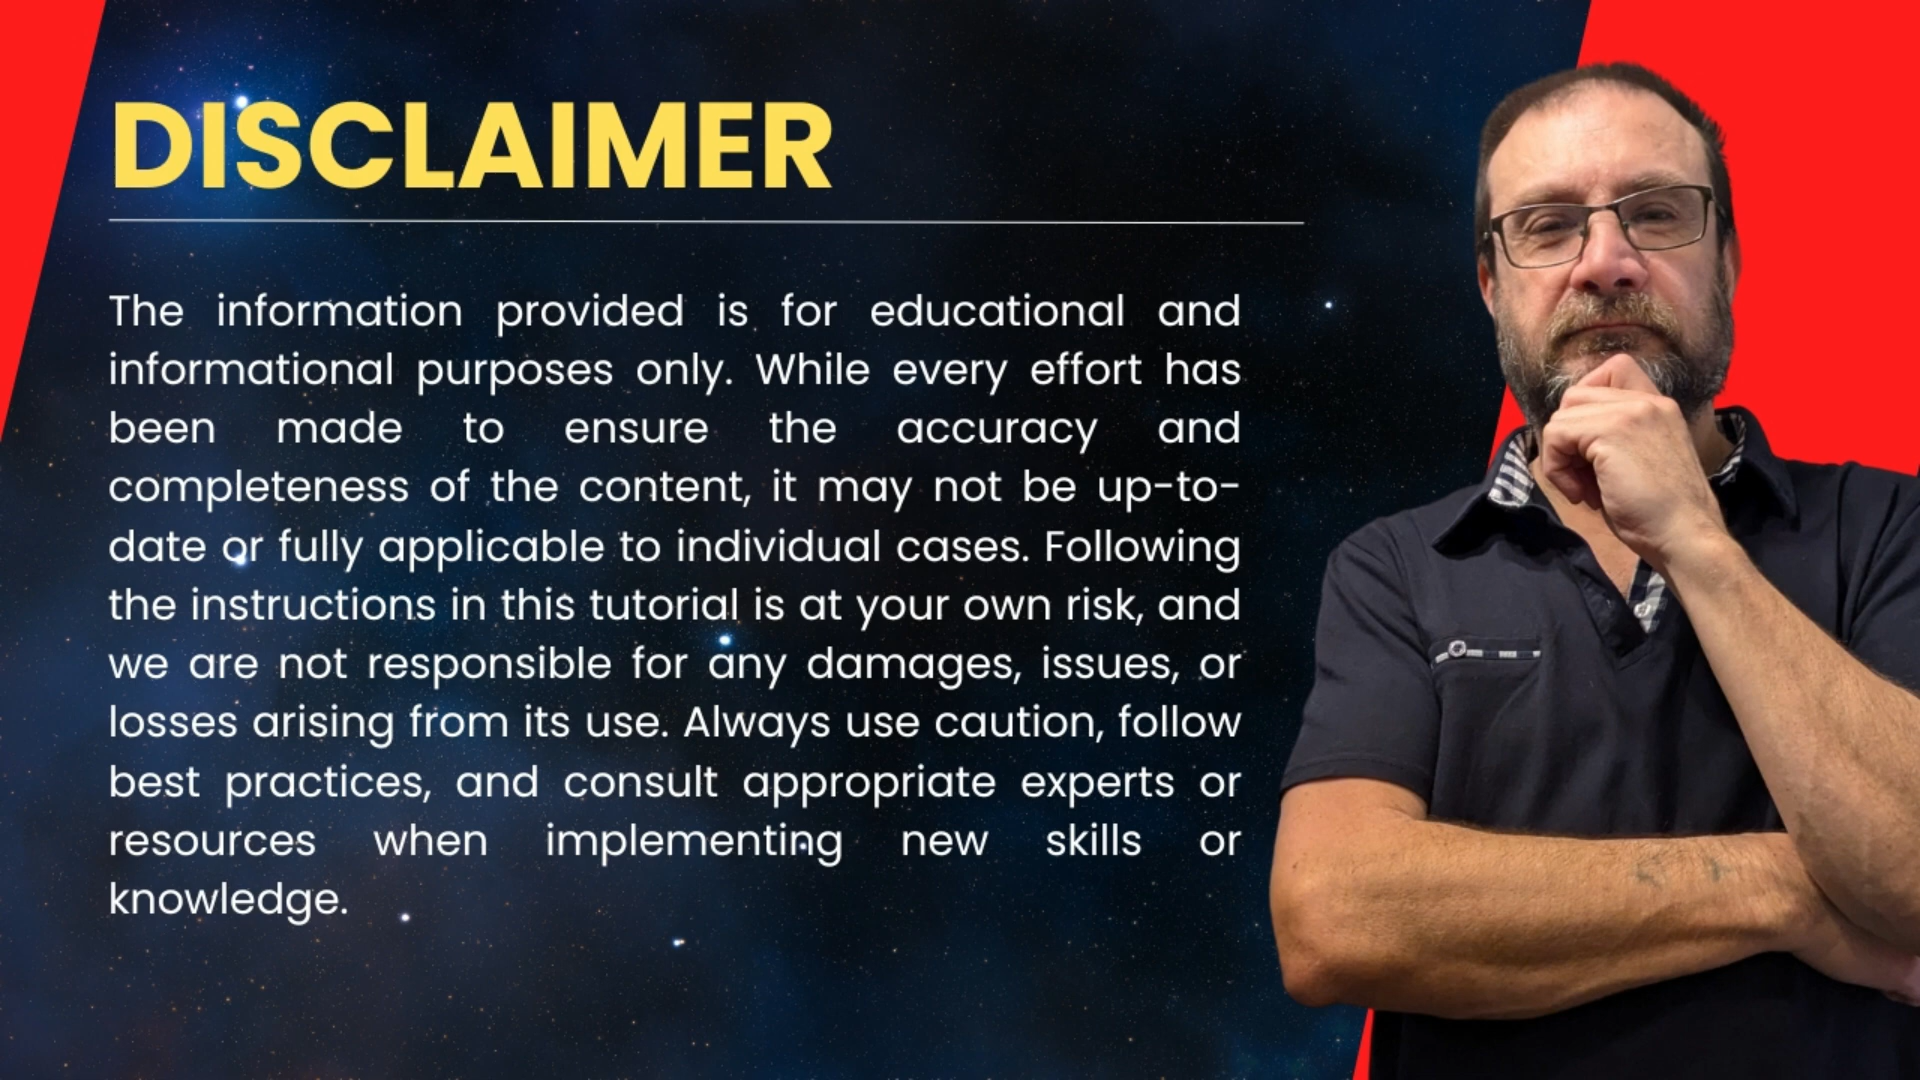 DISCLAIMER
The information provided is for educational and
informational purposes only. While every effort has
been made to ensure the accuracy and
completeness of the content, it may not be up-to-
date or fully applicable to individual cases. Following
the instructions in this tutorial is at your own risk, and
we are not responsible for any damages, issues, or
losses arising from its use. Always use caution, follow
best practices, and consult appropriate experts or
resources when implementing new skills or
knowledge.